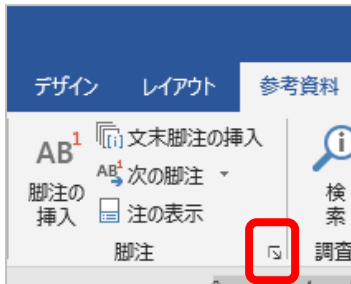 デザイン レイアウト 参考資料
AB1
脚注の
挿入
[i] 文末脚注の挿入
AB1 次の脚注
注の表示
検
索
脚注
調査